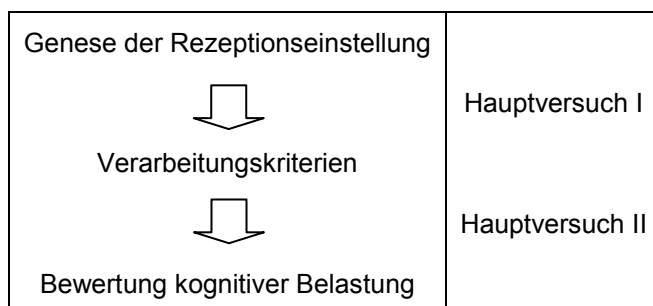 Genese der Rezeptionseinstellung
Hauptversuch I
Verarbeitungskriterien
Hauptversuch II
Bewertung kognitiver Belastung